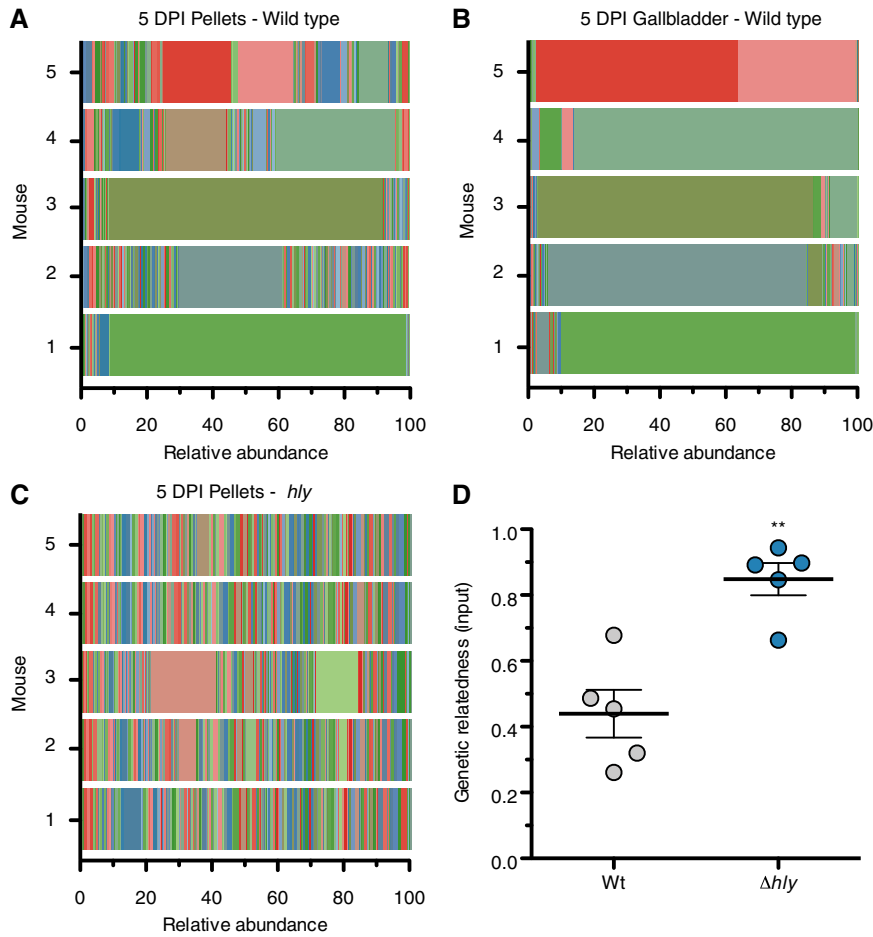 A
5 DPI Pellets - Wild type
Mouse
5
4
3
2
1
0 20 40 60 80 100
Relative abundance
B
5 DPI Gallbladder - Wild type
Mouse
5
4
3
2
1
0 20 40 60 80 100
Relative abundance
C
5 DPI Pellets - hly
Mouse
5
4
3
2
1
0 20 40 60 80 100
Relative abundance
D
Genetic relatedness (input)
1.0
0.8
0.6
0.4
0.2
0.0
**
Wt Δhly